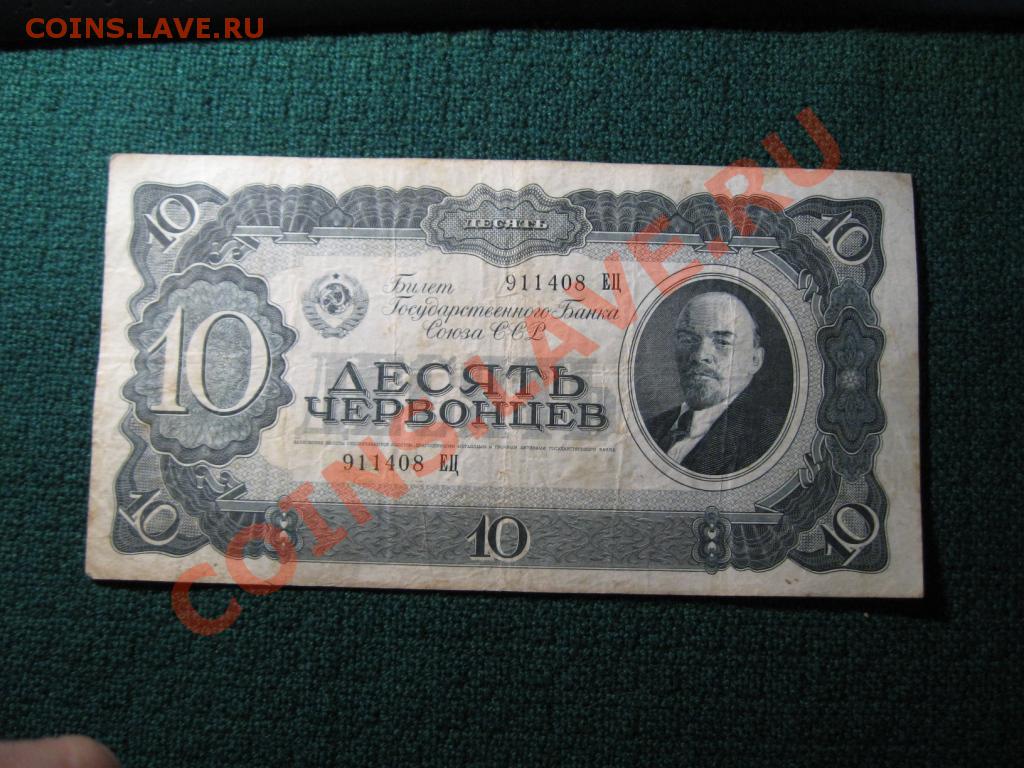 COINS.LAVE.RU
10
ДЕСЯТЬ
10
Билет 911408 ЕЦ
Государственного Банка
Союза ССР
10
ДЕСЯТЬ
ЧЕРВОНЦЕВ
911408 ЕЦ
10
10
10
COINS.LAVE.RU